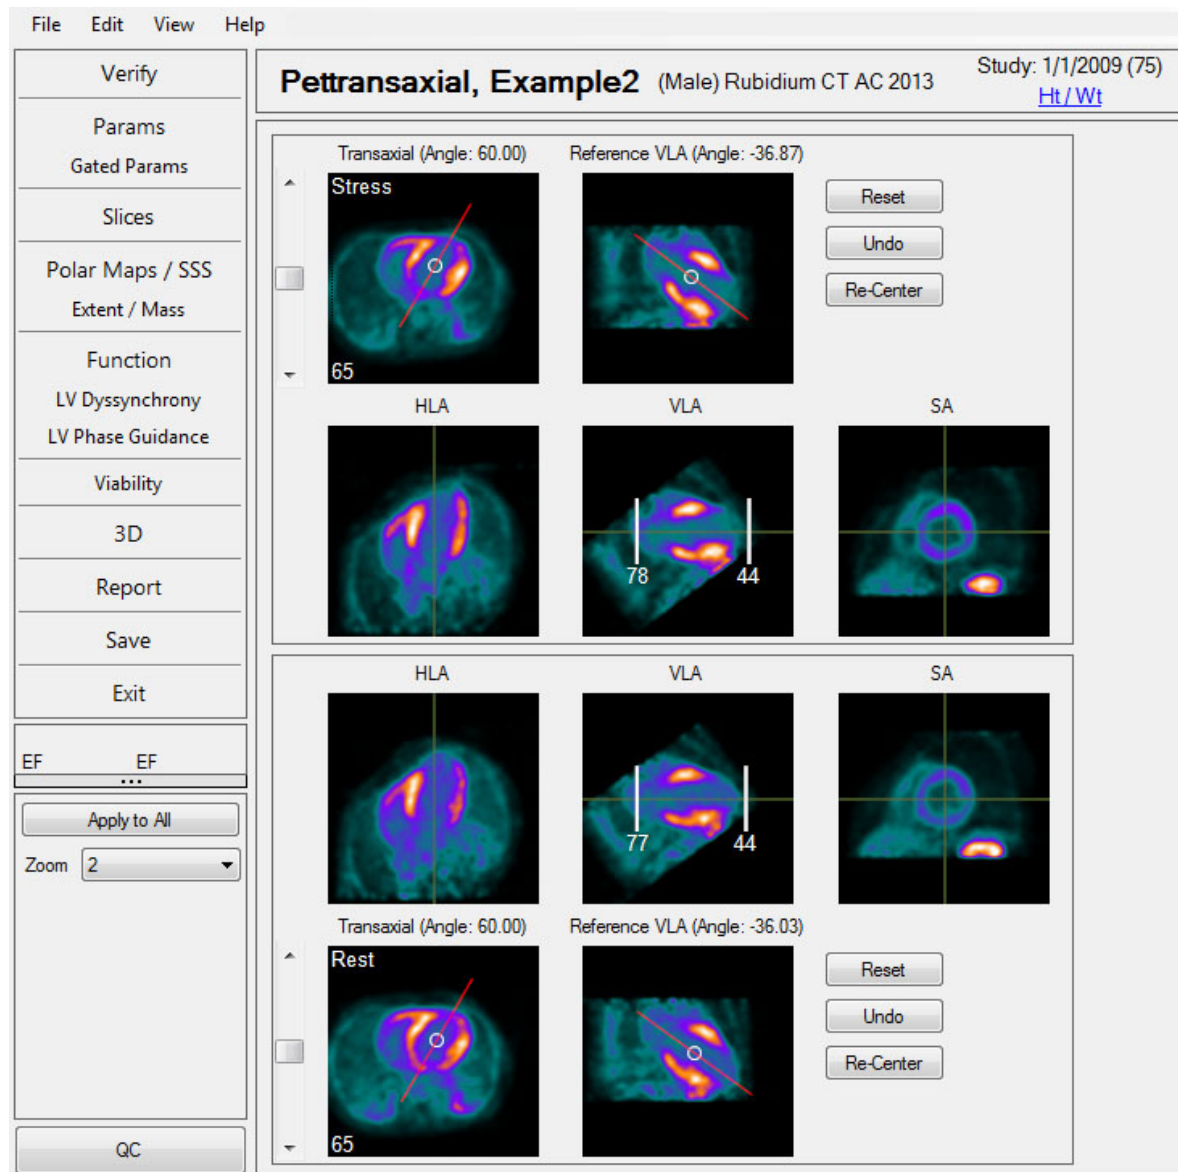 File Edit View Help
Verify
Params
Gated Params
Slices
Polar Maps / SSS
Extent / Mass
Function
LV Dyssynchrony
LV Phase Guidance
Viability
3D
Report
Save
Exit
EF EF
...
Apply to All
Zoom 2
QC
Pettransaxial, Example2 (Male) Rubidium CT AC 2013
Study: 1/1/2009 (75)
Ht / Wt
Transaxial (Angle: 60.00) Reference VLA (Angle: -36.87)
Stress
65
Reset
Undo
Re-Center
HLA VLA SA
78 44
HLA VLA SA
77 44
Transaxial (Angle: 60.00) Reference VLA (Angle: -36.03)
Rest
65
Reset
Undo
Re-Center